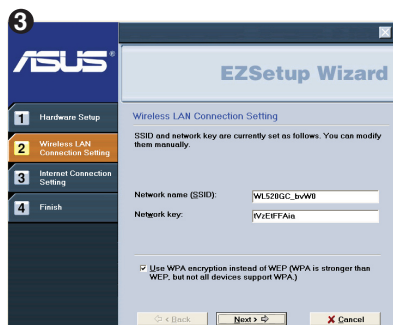 3
ASUS®
EZSetup Wizard
1 Hardware Setup
2 Wireless LAN
Connection Setting
3 Internet Connection
Setting
4 Finish
Wireless LAN Connection Setting
SSID and network key are currently set as follows. You can modify
them manually.
Network name (SSID): WL520GC_bvW0
Network key: tVzEtFFAia
Use WPA encryption instead of WEP (WPA is stronger than
WEP, but not all devices support WPA.)
< Back
Next >
Cancel